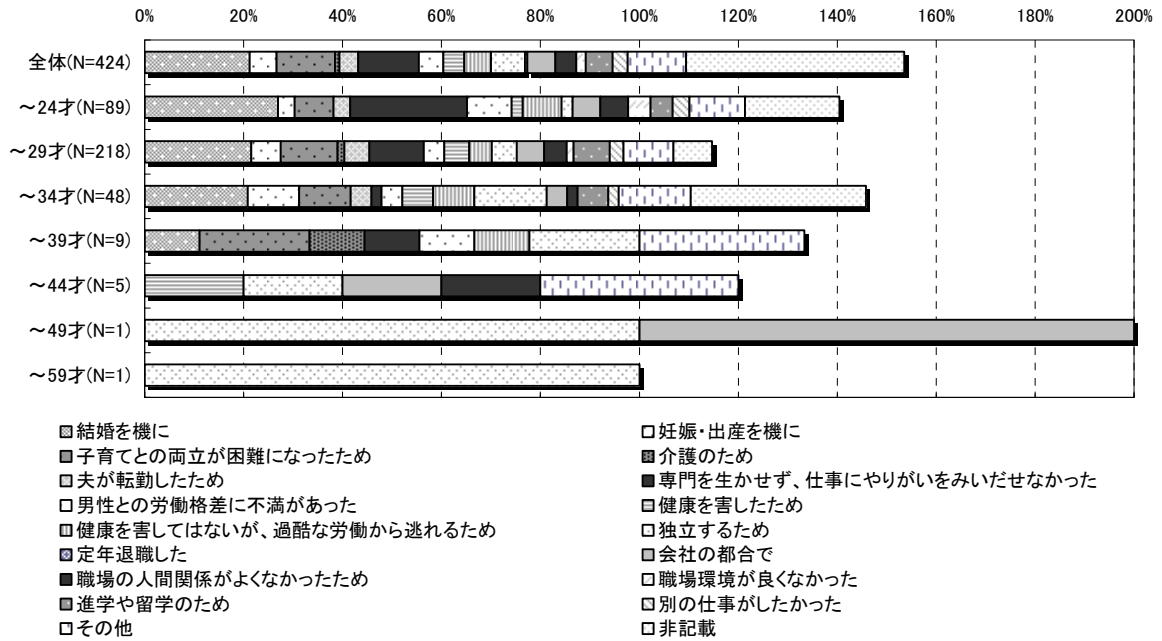 0% 20% 40% 60% 80% 100% 120% 140% 160% 180% 200%
全体(N=424)
～24才(N=89)
～29才(N=218)
～34才(N=48)
～39才(N=9)
～44才(N=5)
～49才(N=1)
～59才(N=1)
結婚を機に 妊娠・出産を機に
子育てとの両立が困難になったため 介護のため
夫が転勤したため 専門を生かせず、仕事にやりがいをみいだせなかった
男性との労働格差に不満があった 健康を害したため
健康を害してはないが、過酷な労働から逃れるため 独立するため
定年退職した 会社の都合で
職場の人間関係がよくなかったため 職場環境が良くなかった
進学や留学のため 別の仕事がしたかった
その他 非記載